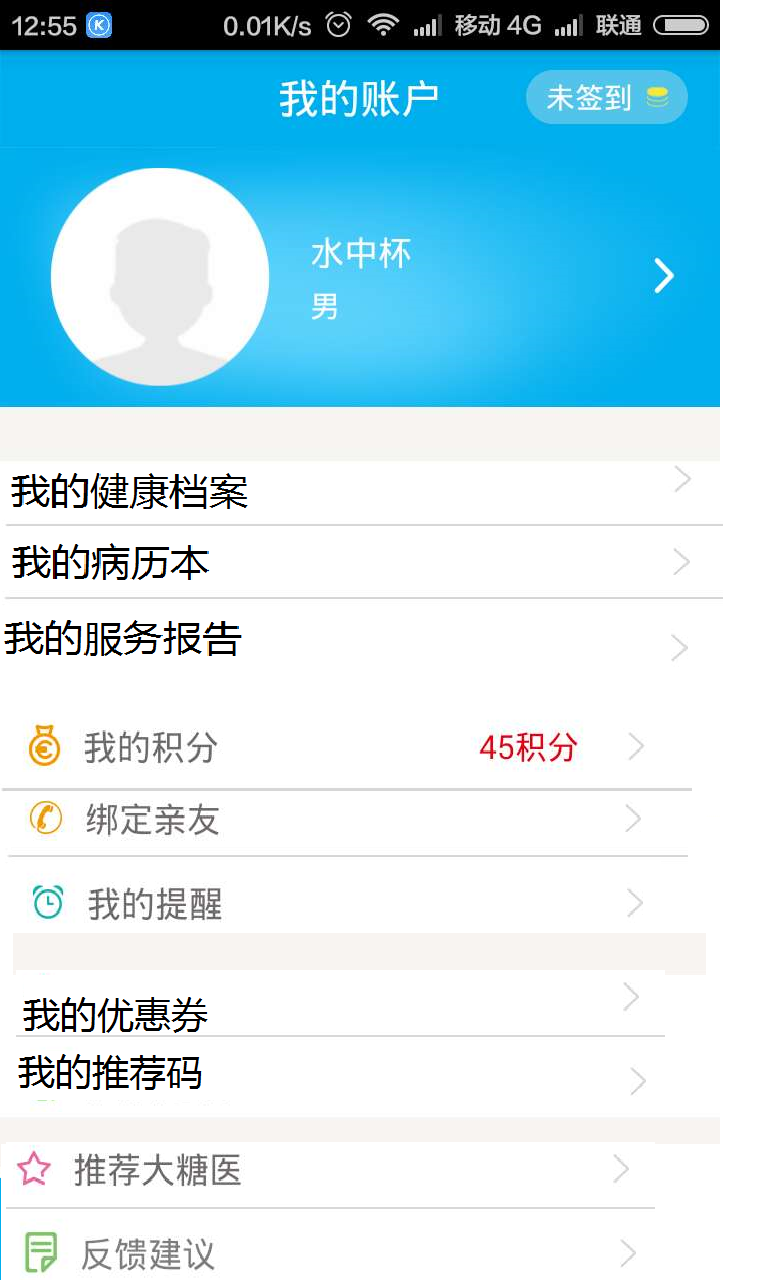 12:55 0.01K/s 移动 4G 联通
我的账户
未签到
水中杯
男
我的健康档案
我的病历本
我的服务报告
我的积分 45积分
绑定亲友
我的提醒
我的优惠券
我的推荐码
推荐大糖医
反馈建议